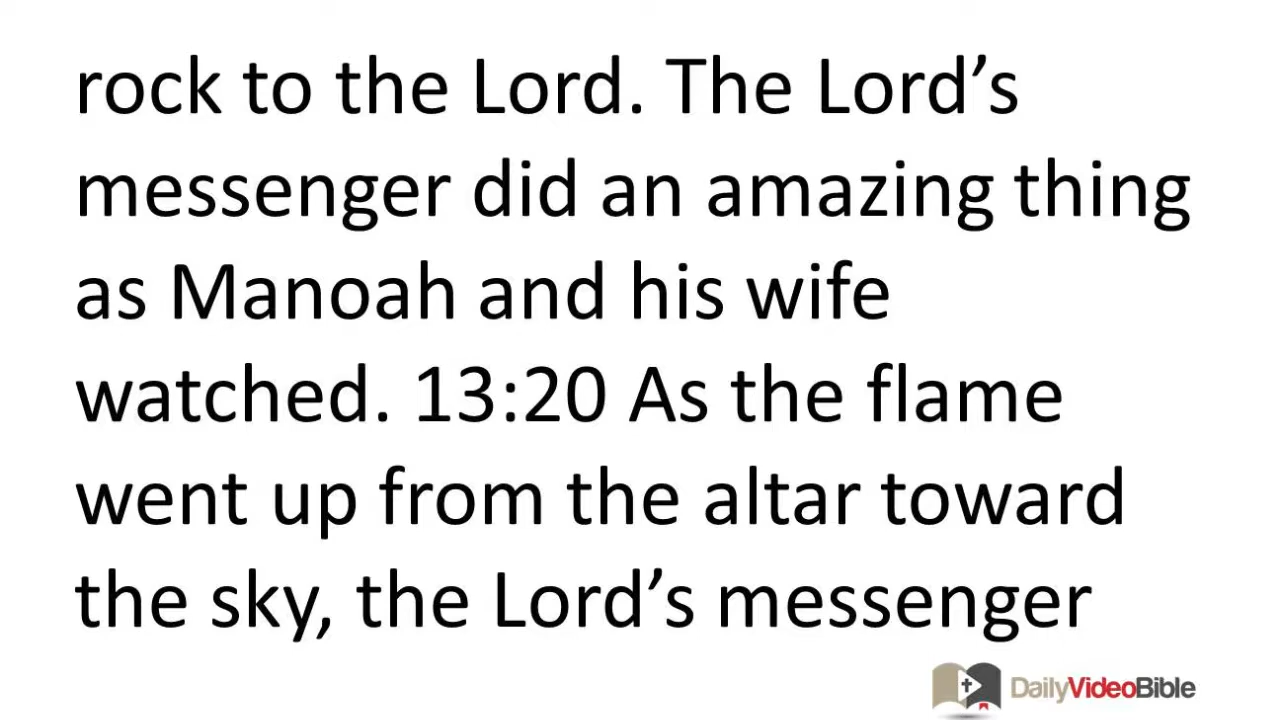 rock to the Lord. The Lord’s
messenger did an amazing thing
as Manoah and his wife
watched. 13:20 As the flame
went up from the altar toward
the sky, the Lord’s messenger
DailyVideoBible